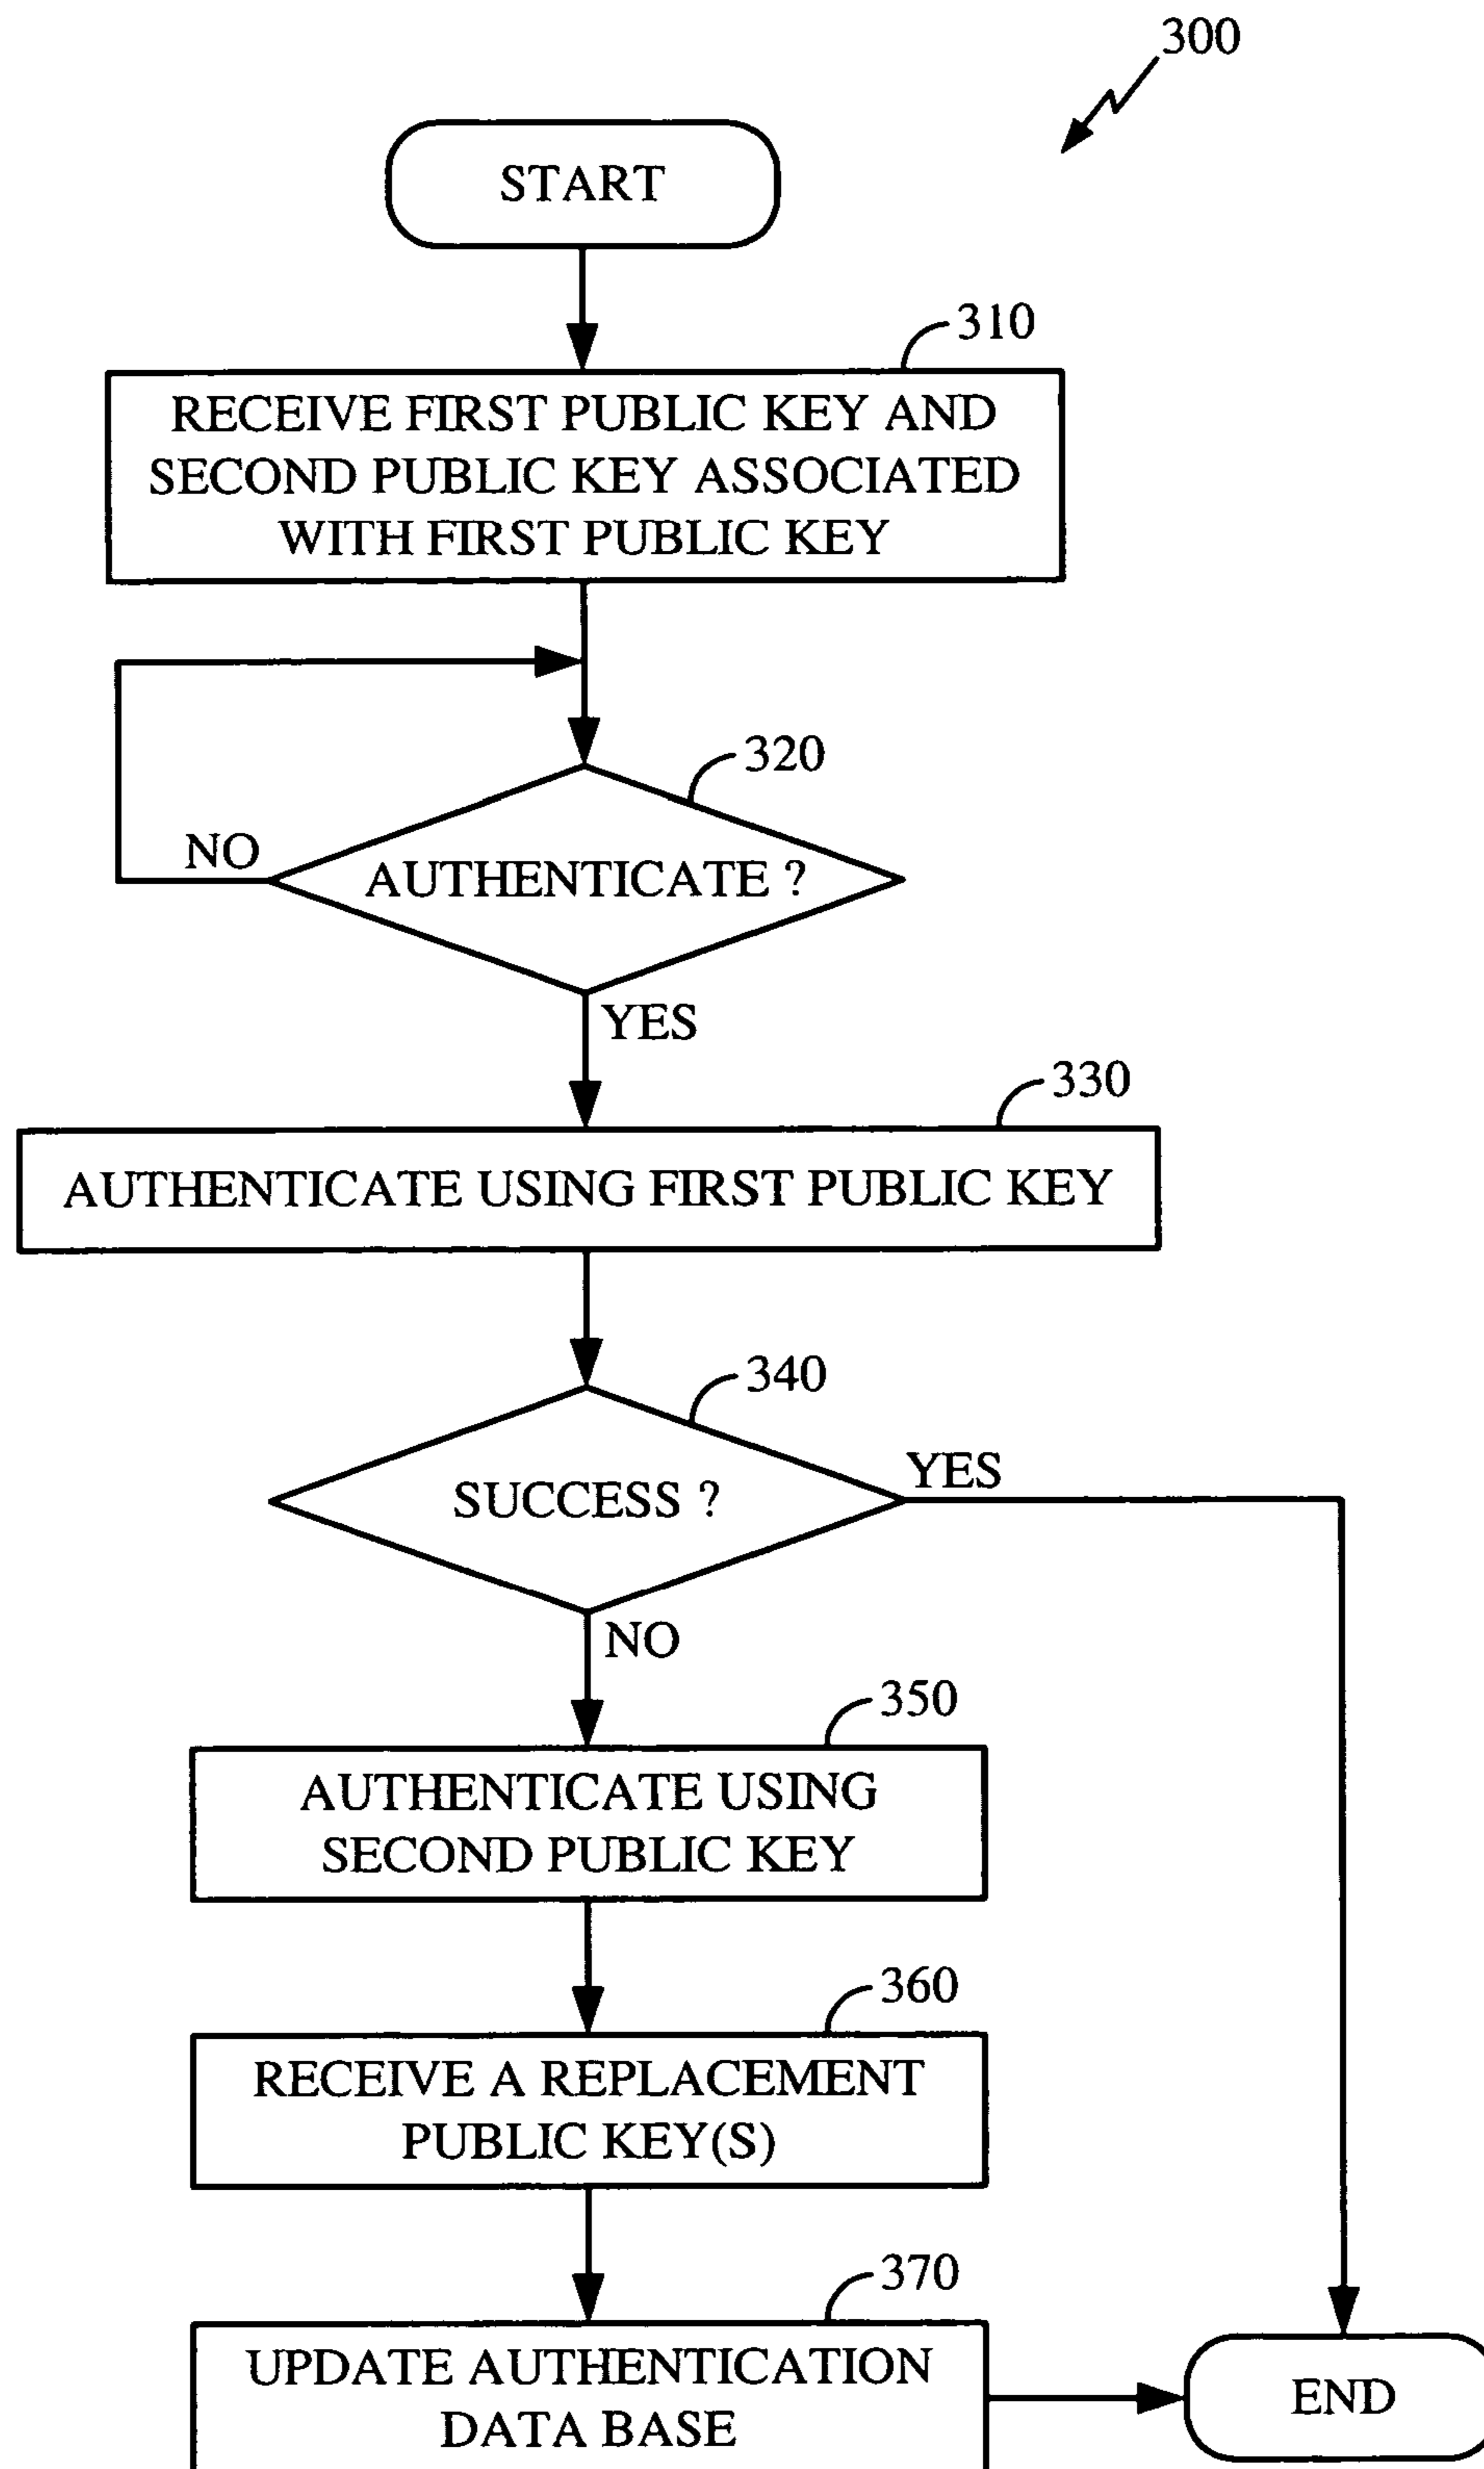 300
START
310
RECEIVE FIRST PUBLIC KEY AND
SECOND PUBLIC KEY ASSOCIATED
WITH FIRST PUBLIC KEY
320
NO
AUTHENTICATE ?
YES
330
AUTHENTICATE USING FIRST PUBLIC KEY
340
YES
SUCCESS ?
NO
350
AUTHENTICATE USING
SECOND PUBLIC KEY
360
RECEIVE A REPLACEMENT
PUBLIC KEY(S)
370
UPDATE AUTHENTICATION
DATA BASE
END